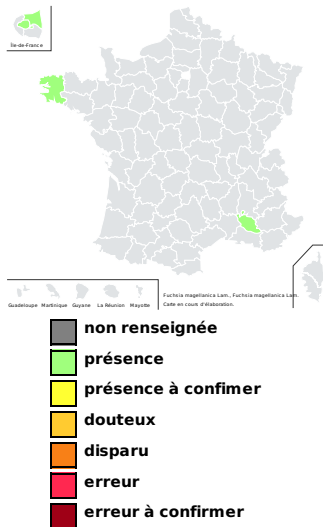 Île-de-France
Guadeloupe Martinique Guyane La Réunion Mayotte
Fuchsia magellanica Lam., Fuchsia magellanica Lam.
Carte en cours d'élaboration.
non renseignée
présence
présence à confimer
douteux
disparu
erreur
erreur à confirmer